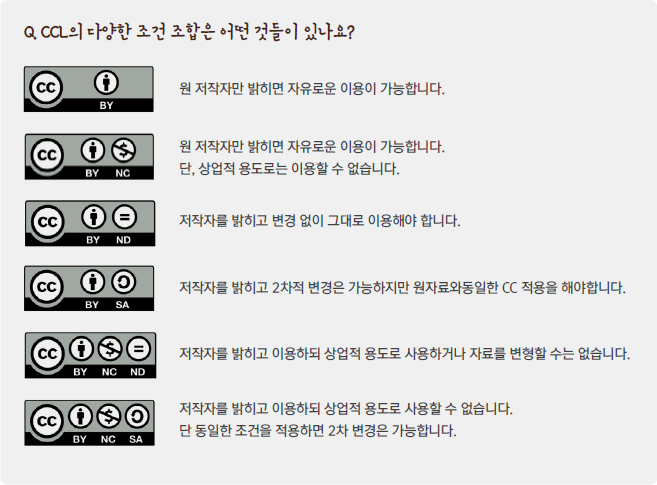 Q. CCL의 다양한 조건 조합은 어떤 것들이 있나요?
CC
BY
원 저작자만 밝히면 자유로운 이용이 가능합니다.
CC $
BY NC
원 저작자만 밝히면 자유로운 이용이 가능합니다.
단, 상업적 용도로는 이용할 수 없습니다.
CC =
BY ND
저작자를 밝히고 변경 없이 그대로 이용해야 합니다.
CC
BY SA
저작자를 밝히고 2차적 변경은 가능하지만 원자료와동일한 CC 적용을 해야합니다.
CC $ =
BY NC ND
저작자를 밝히고 이용하되 상업적 용도로 사용하거나 자료를 변형할 수는 없습니다.
CC $
BY NC SA
저작자를 밝히고 이용하되 상업적 용도로 사용할 수 없습니다.
단 동일한 조건을 적용하면 2차 변경은 가능합니다.